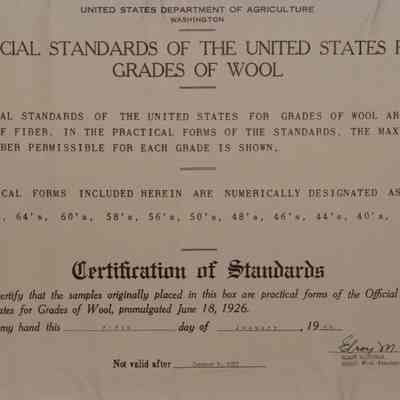 UNITED STATES DEPARTMENT OF AGRICULTURE
WASHINGTON
CIAL STANDARDS OF THE UNITED STATES F
GRADES OF WOOL
AL STANDARDS OF THE UNITED STATES FOR GRADES OF WOOL AR
F FIBER. IN THE PRACTICAL FORMS OF THE STANDARDS, THE MAX
BER PERMISSIBLE FOR EACH GRADE IS SHOWN.
CAL FORMS INCLUDED HEREIN ARE NUMERICALLY DESIGNATED AS
, 64's, 60's, 58's, 56's, 50's, 48's, 46's, 44's, 40's,
Certification of Standards
ertify that the samples originally placed in this box are practical forms of the Official
ates for Grades of Wool, promulgated June 18, 1926.
my hand this day of January, 19
Elroy M.
Not valid after